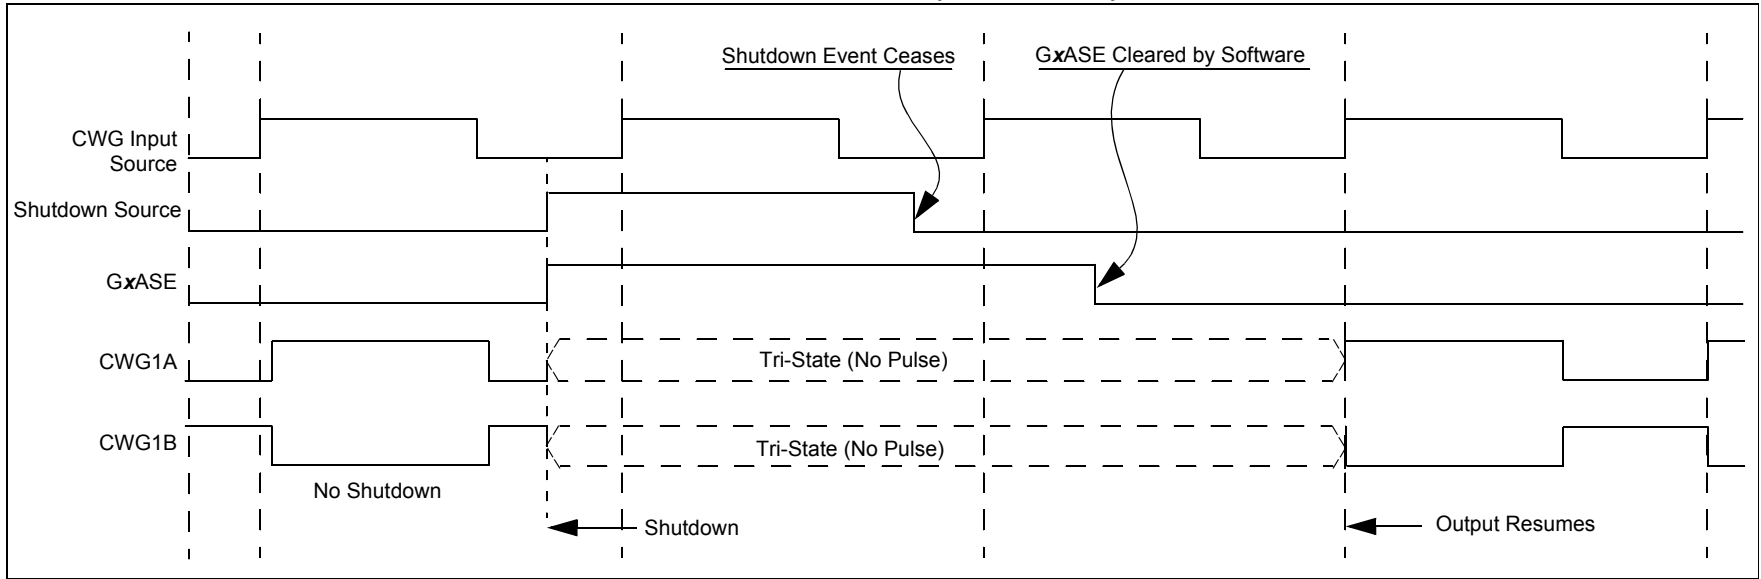 Shutdown Event Ceases
GxASE Cleared by Software
CWG Input
Source
Shutdown Source
GxASE
CWG1A
Tri-State (No Pulse)
CWG1B
Tri-State (No Pulse)
No Shutdown
Shutdown
Output Resumes